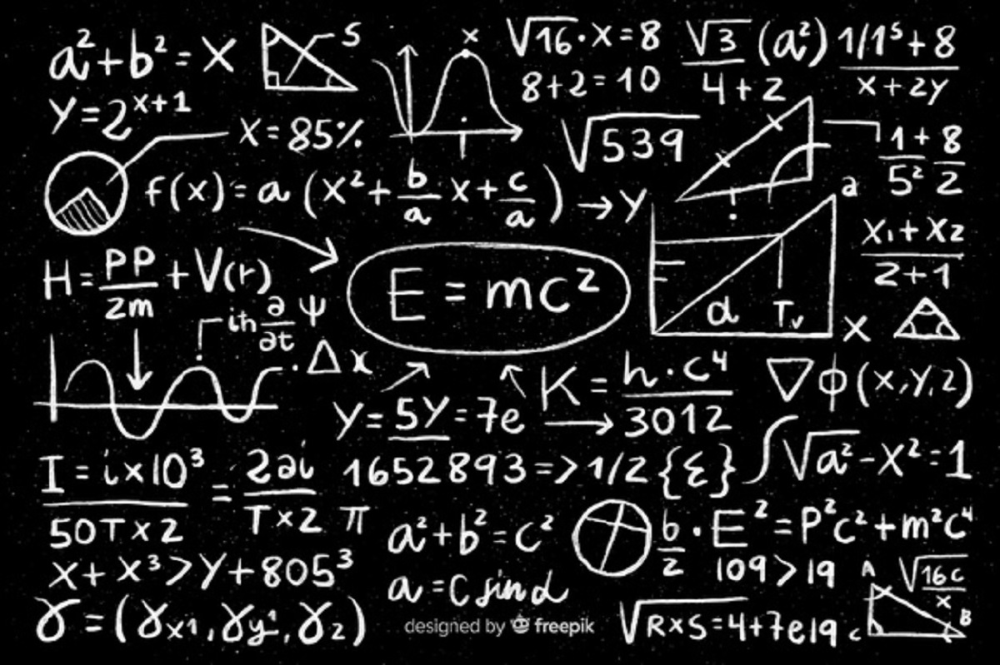 a²+b²=X
S
x
√16·X=8
8+2=10
√3 (a²)
4+2
1/1⁵+8
x+2y
Y=2ˣ⁺¹
X=85%
√539
1+8
5² 2
f(x)=a(x²+b/a x+c/a)→Y
a
X₁+X₂
2+1
H=PP/2m+V(r)
E=mc²
iħ ∂/∂t Ψ
d
Tᵥ
X
Δx
K=h·c⁴
3012
∇ϕ(x,y,z)
Y=5Y=7e
∫√a²-X²=1
I=i×10³
50T×2
=2∂i
T×2 π
1652893=>1/2{Σ}
a²+b²=c²
b/2·E²=P²c²+m²c⁴
X+X³>Y+805³
109>19
A
√16c
x
a=c sin d
B
c
γ=(γx1,γy¹,γ2)
designed by freepik
√R×S=4+7e19